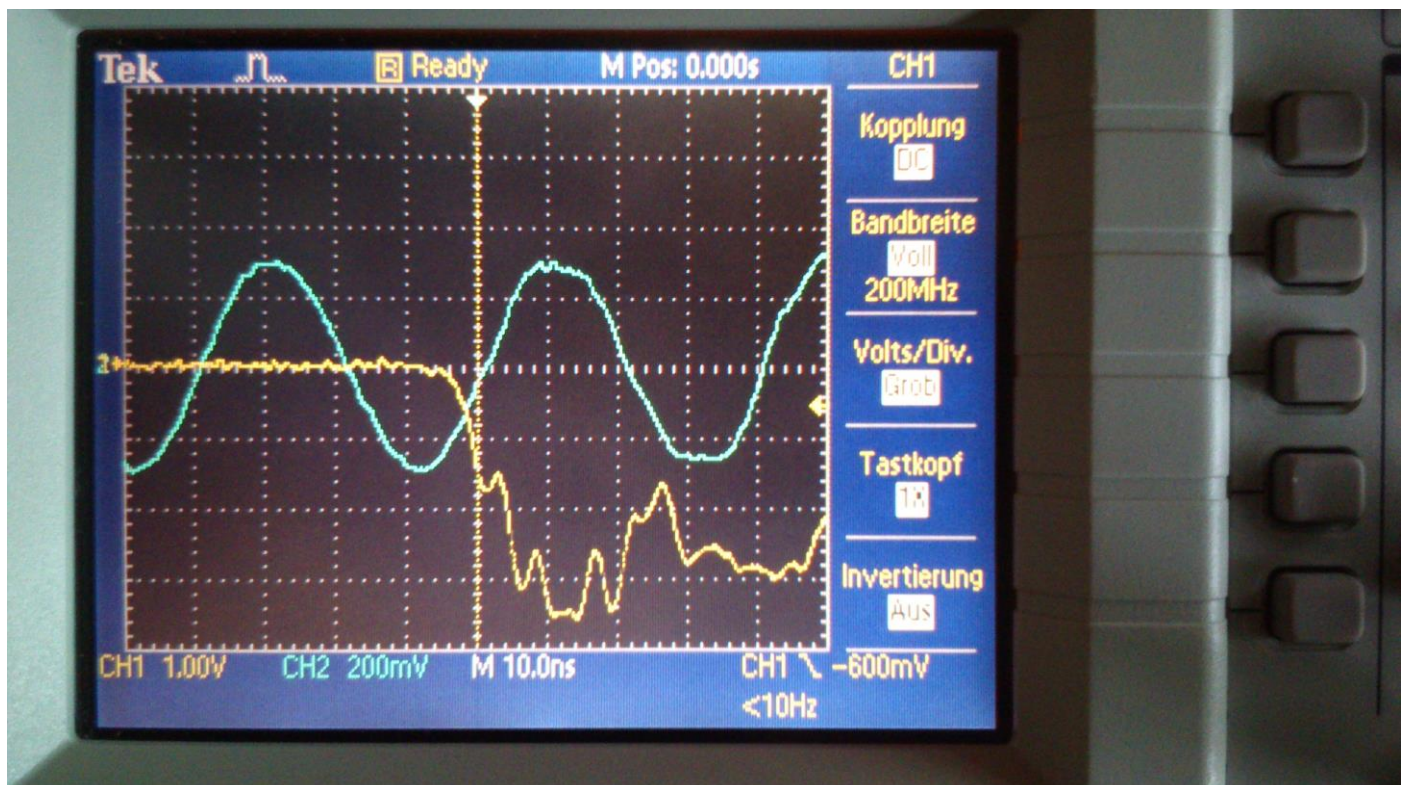 Tek R Ready M Pos: 0.000s CH1
Kopplung
DC
Bandbreite
Voll
200MHz
Volts/Div.
Grob
Tastkopf
1X
Invertierung
Aus
2
CH1 1.00V CH2 200mV M 10.0ns CH1 -600mV
<10Hz